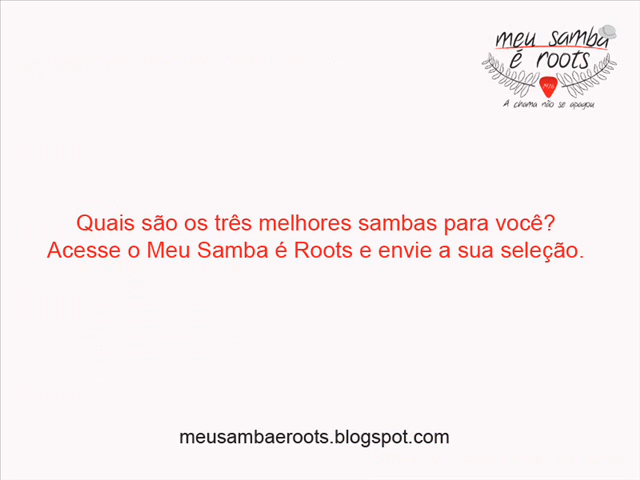 meu samba
é roots
A chama não se apagou
Quais são os três melhores sambas para você?
Acesse o Meu Samba é Roots e envie a sua seleção.
meusambaeroots.blogspot.com